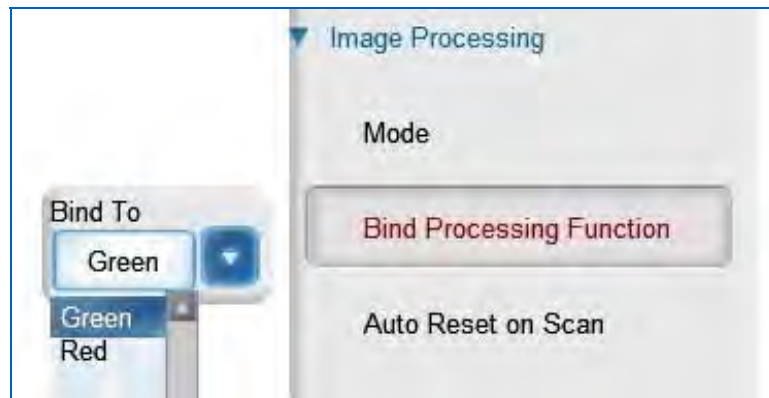 Image Processing
Mode
Bind To
Green
Bind Processing Function
Green
Red
Auto Reset on Scan